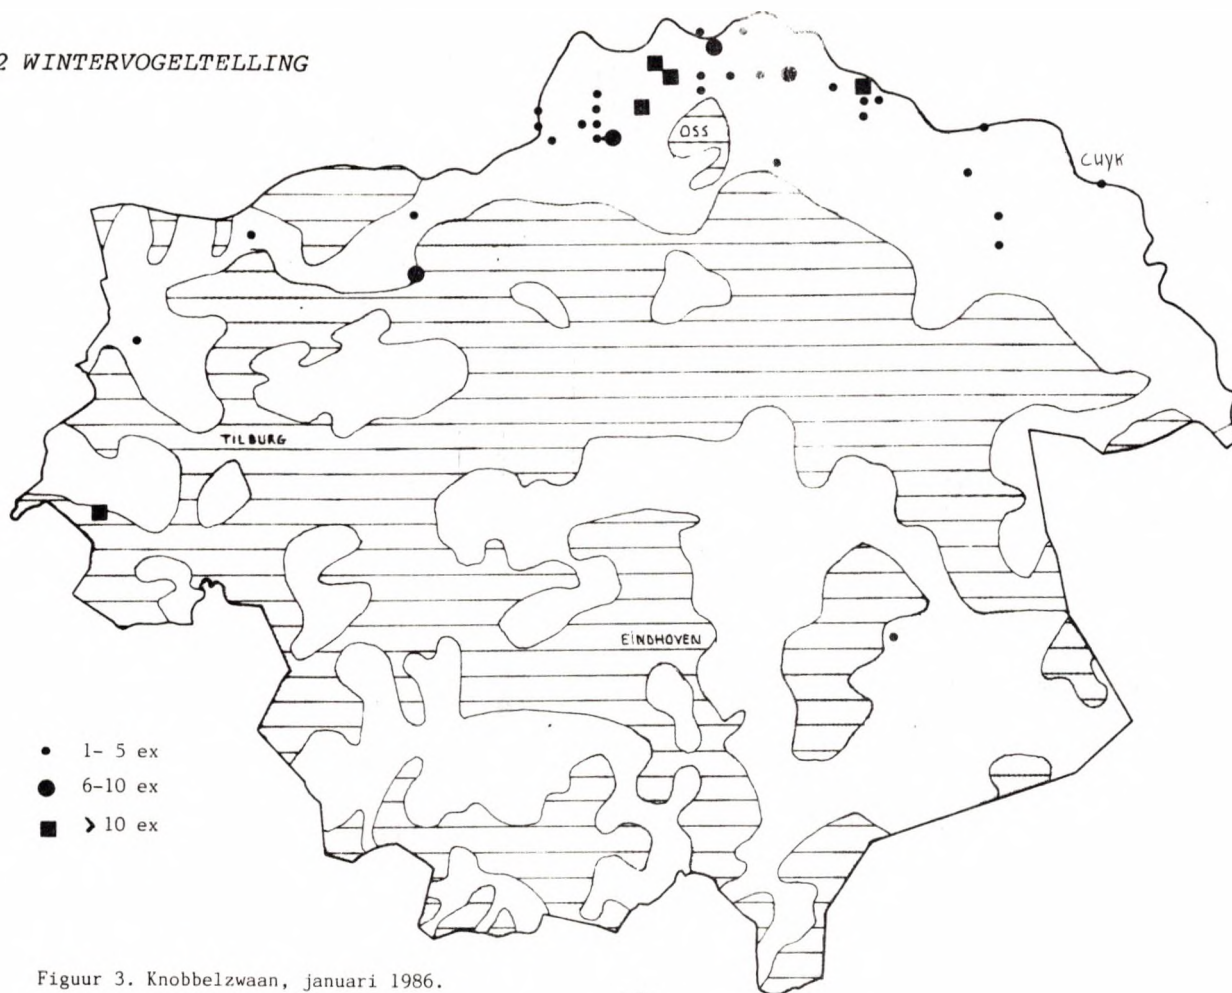 2 WINTERVOGELTELLING
OSS
CUYK
TILBURG
EINDHOVEN
1- 5 ex
6-10 ex
> 10 ex
Figuur 3. Knobbelzwaan, januari 1986.